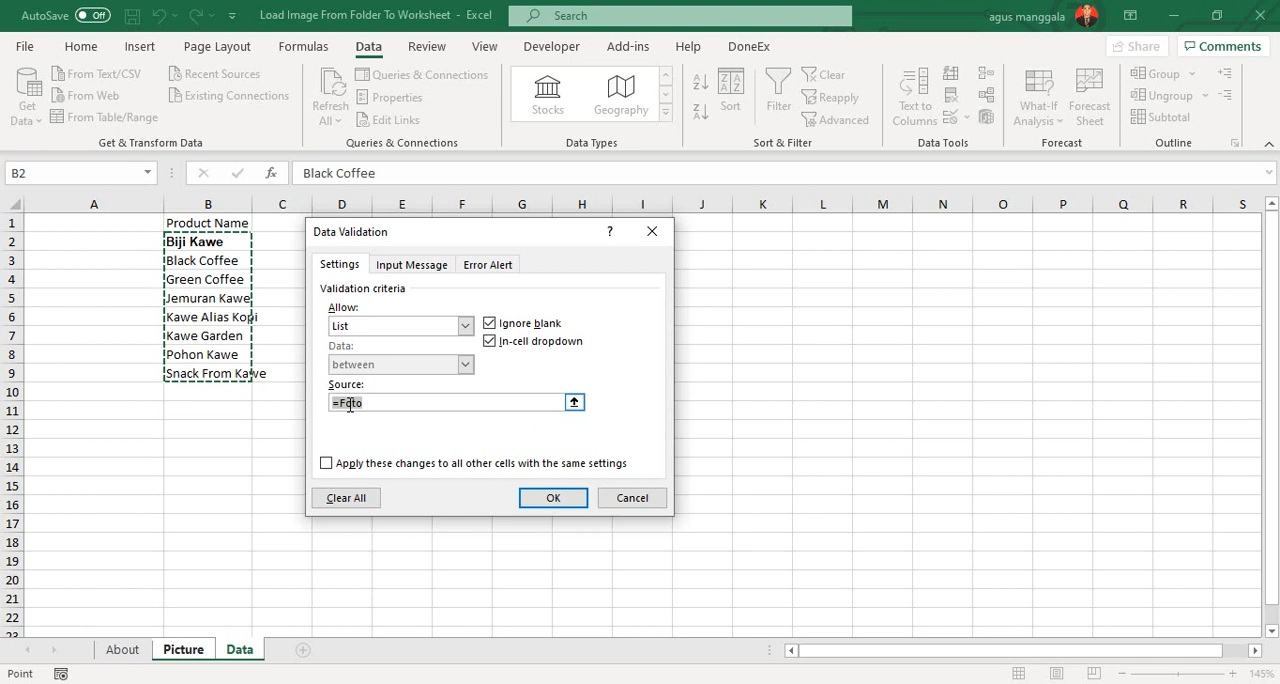 AutoSave Off Load Image From Folder To Worksheet - Excel Search agus manggala
File Home Insert Page Layout Formulas Data Review View Developer Add-ins Help DoneEx Share Comments
Get Data
From Text/CSV
From Web
From Table/Range
Recent Sources
Existing Connections
Get & Transform Data
Refresh All
Queries & Connections
Properties
Edit Links
Queries & Connections
Stocks
Geography
Data Types
Sort
Filter
Clear
Reapply
Advanced
Sort & Filter
Text to Columns
Data Tools
What-If Analysis
Forecast Sheet
Forecast
Group
Ungroup
Subtotal
Outline
B2 fx Black Coffee
A B C D E F G H I J K L M N O P Q R S
1 Product Name
2 Biji Kawe
3 Black Coffee
4 Green Coffee
5 Jemuran Kawe
6 Kawe Alias Kopi
7 Kawe Garden
8 Pohon Kawe
9 Snack From Kawe
10
11
12
13
14
15
16
17
18
19
20
21
22
23
Data Validation ?
Settings Input Message Error Alert
Validation criteria
Allow:
List
Ignore blank
In-cell dropdown
Data:
between
Source:
=Foto
Apply these changes to all other cells with the same settings
Clear All OK Cancel
About Picture Data
Point 145%